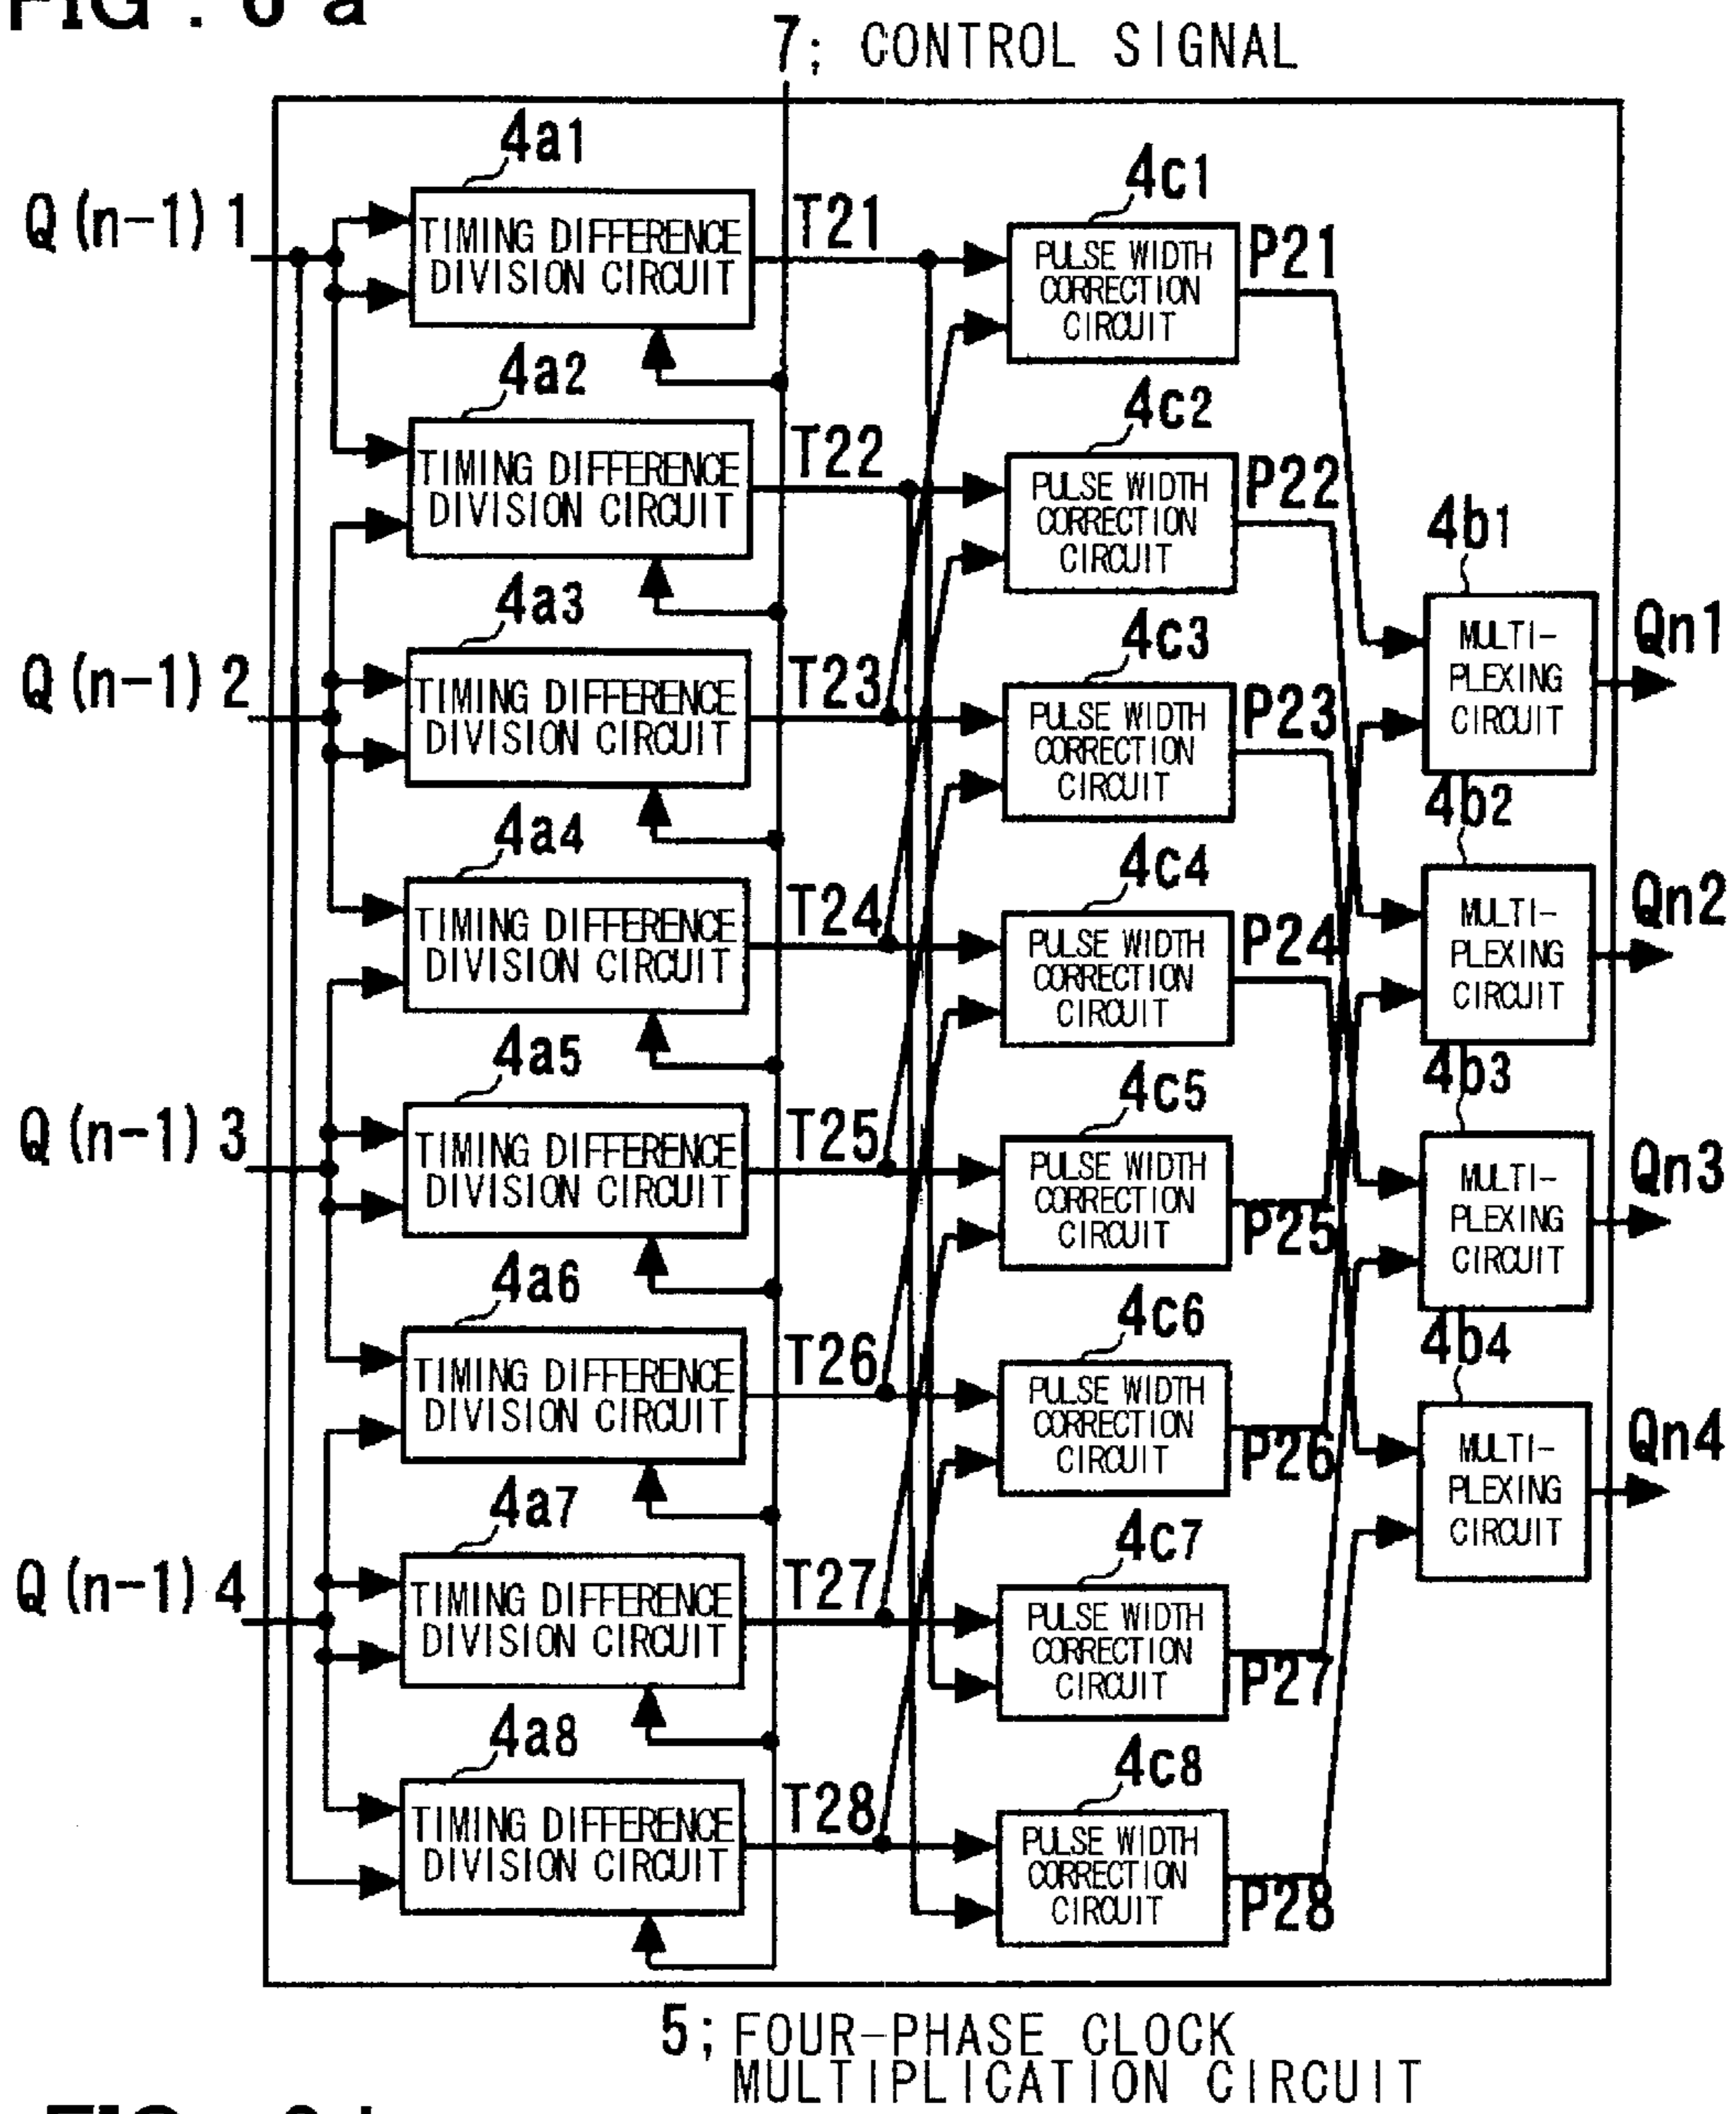 FIG. 6 a
7; CONTROL SIGNAL
4a1
4c1
Q(n-1)1
TIMING DIFFERENCE
DIVISION CIRCUIT
T21
PULSE WIDTH
CORRECTION
CIRCUIT
P21
4a2
4c2
TIMING DIFFERENCE
DIVISION CIRCUIT
T22
PULSE WIDTH
CORRECTION
CIRCUIT
P22
4b1
MULTI-
PLEXING
CIRCUIT
Qn1
4a3
4c3
Q(n-1)2
TIMING DIFFERENCE
DIVISION CIRCUIT
T23
PULSE WIDTH
CORRECTION
CIRCUIT
P23
4b2
MULTI-
PLEXING
CIRCUIT
Qn2
4a4
4c4
TIMING DIFFERENCE
DIVISION CIRCUIT
T24
PULSE WIDTH
CORRECTION
CIRCUIT
P24
4a5
4c5
4b3
Q(n-1)3
TIMING DIFFERENCE
DIVISION CIRCUIT
T25
PULSE WIDTH
CORRECTION
CIRCUIT
P25
MULTI-
PLEXING
CIRCUIT
Qn3
4a6
4c6
4b4
TIMING DIFFERENCE
DIVISION CIRCUIT
T26
PULSE WIDTH
CORRECTION
CIRCUIT
P26
MULTI-
PLEXING
CIRCUIT
Qn4
4a7
4c7
Q(n-1)4
TIMING DIFFERENCE
DIVISION CIRCUIT
T27
PULSE WIDTH
CORRECTION
CIRCUIT
P27
4a8
4c8
TIMING DIFFERENCE
DIVISION CIRCUIT
T28
PULSE WIDTH
CORRECTION
CIRCUIT
P28
5; FOUR-PHASE CLOCK
MULTIPLICATION CIRCUIT